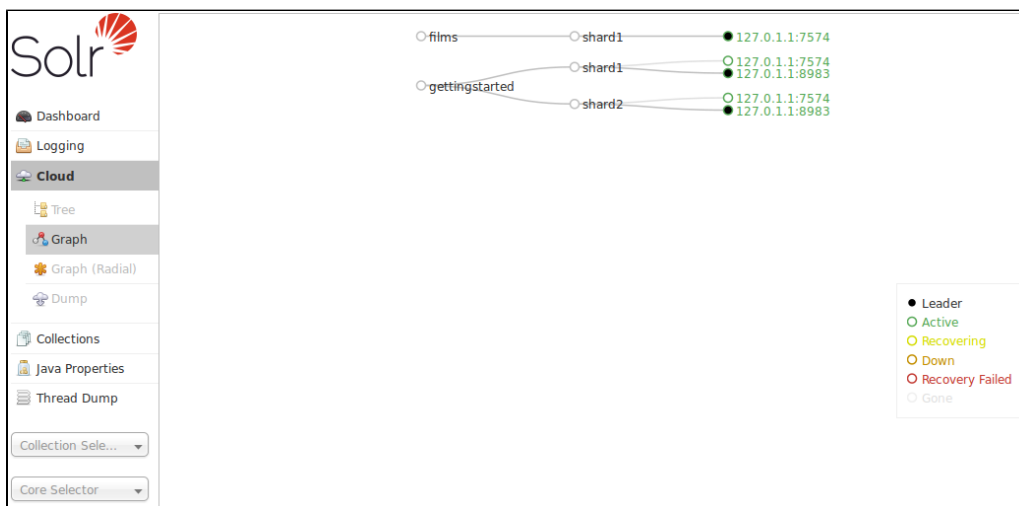 Solr
Dashboard
Logging
Cloud
Tree
Graph
Graph (Radial)
Dump
Collections
Java Properties
Thread Dump
Collection Sele...
Core Selector
films
shard1
127.0.1.1:7574
gettingstarted
shard1
127.0.1.1:7574
127.0.1.1:8983
shard2
127.0.1.1:7574
127.0.1.1:8983
Leader
Active
Recovering
Down
Recovery Failed
Gone